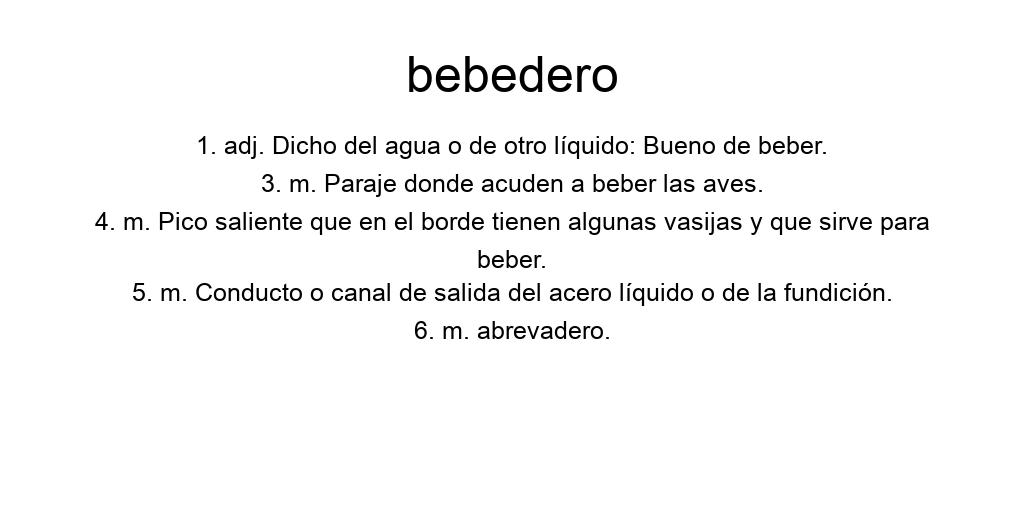 bebedero
1. adj. Dicho del agua o de otro líquido: Bueno de beber.
3. m. Paraje donde acuden a beber las aves.
4. m. Pico saliente que en el borde tienen algunas vasijas y que sirve para
beber.
5. m. Conducto o canal de salida del acero líquido o de la fundición.
6. m. abrevadero.